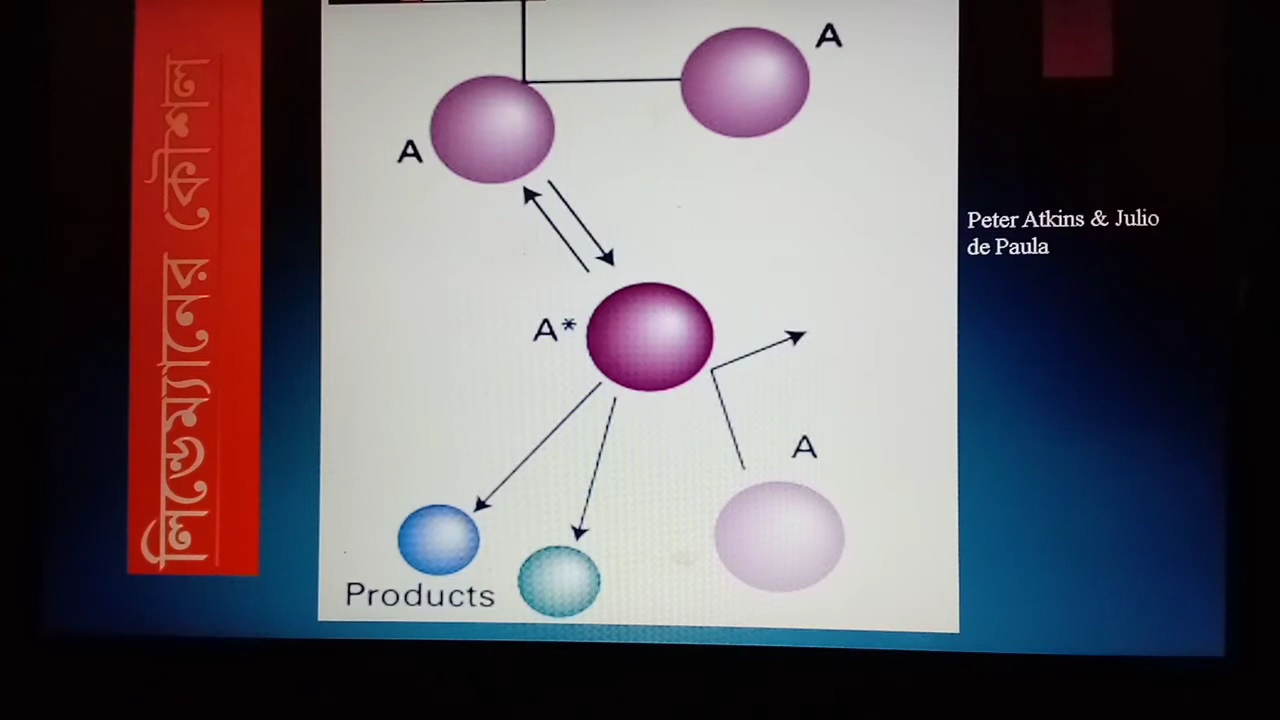 লিন্ডেম্যানের কৌশল
A
A
A*
A
Products
Peter Atkins & Julio
de Paula